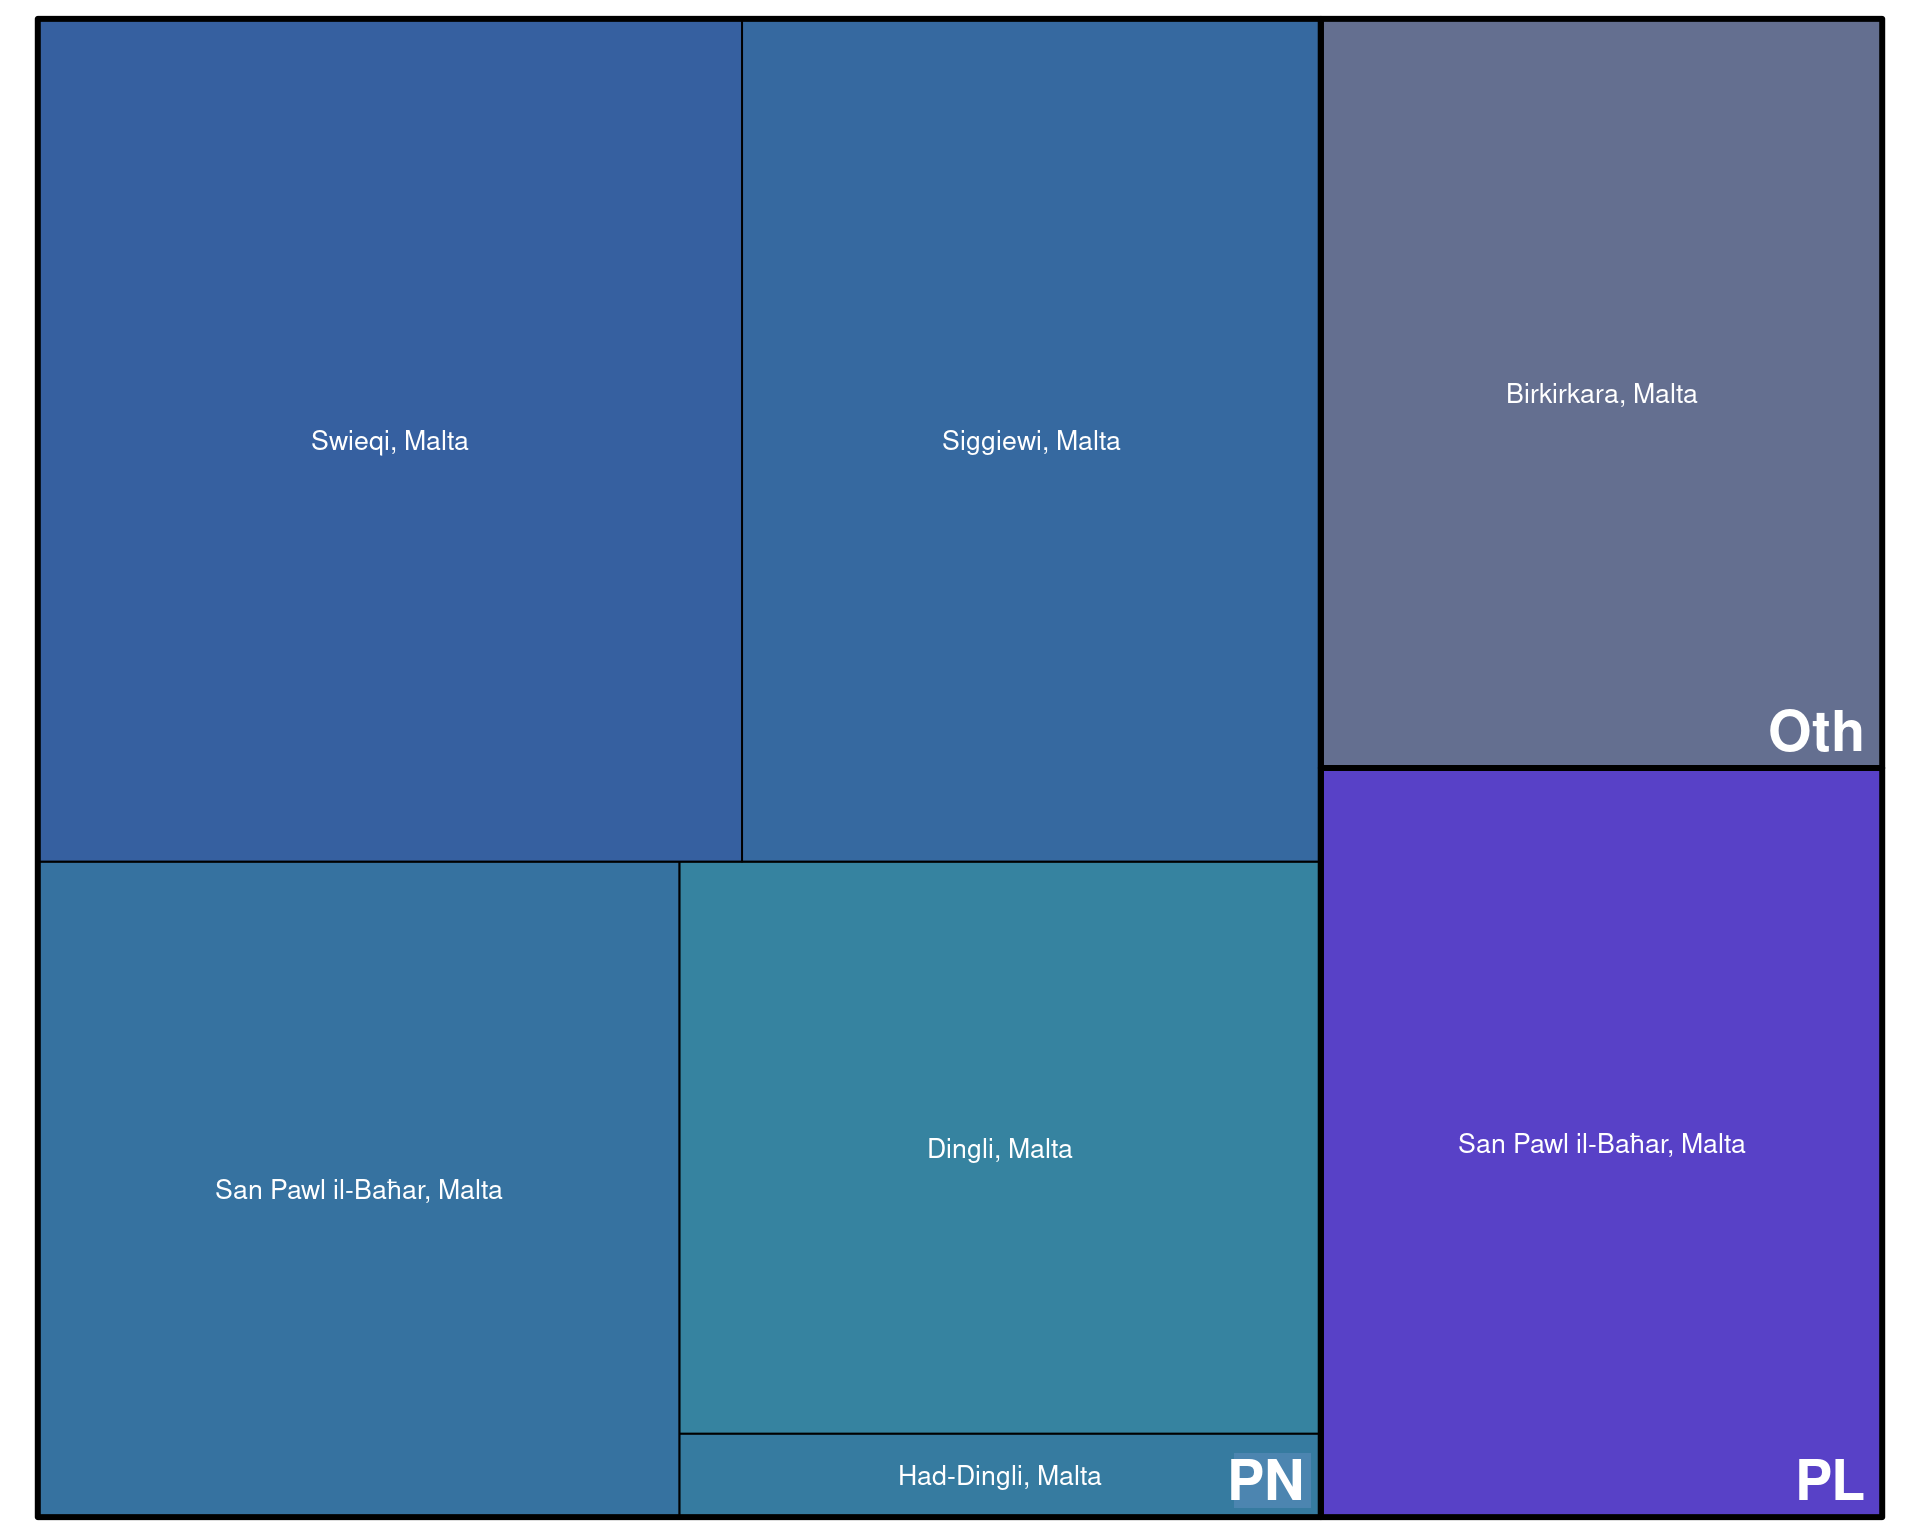 Swieqi, Malta
Siggiewi, Malta
Birkirkara, Malta
Oth
San Pawl il-Baħar, Malta
Dingli, Malta
Had-Dingli, Malta
PN
San Pawl il-Baħar, Malta
PL